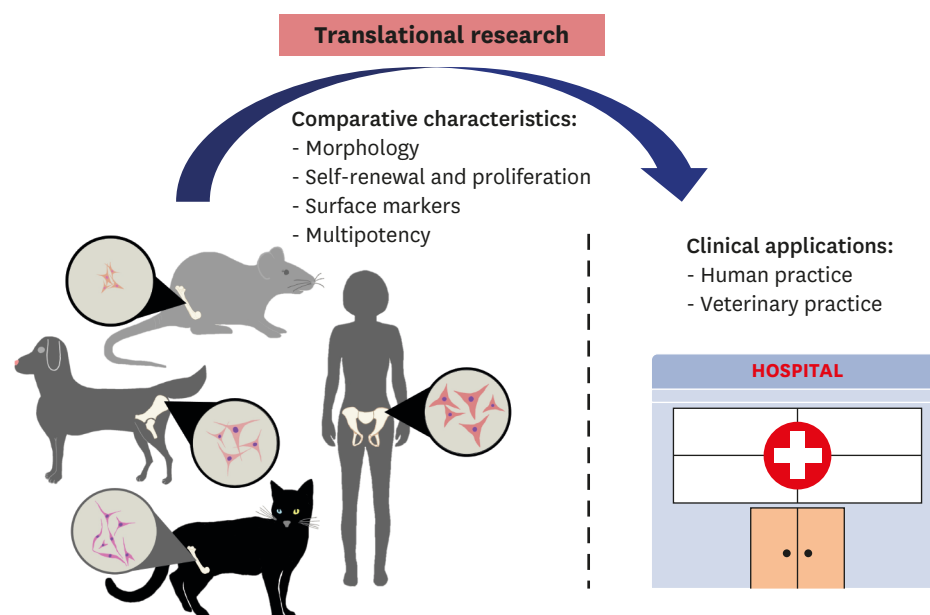 Translational research
Comparative characteristics:
- Morphology
- Self-renewal and proliferation
- Surface markers
- Multipotency
Clinical applications:
- Human practice
- Veterinary practice
HOSPITAL